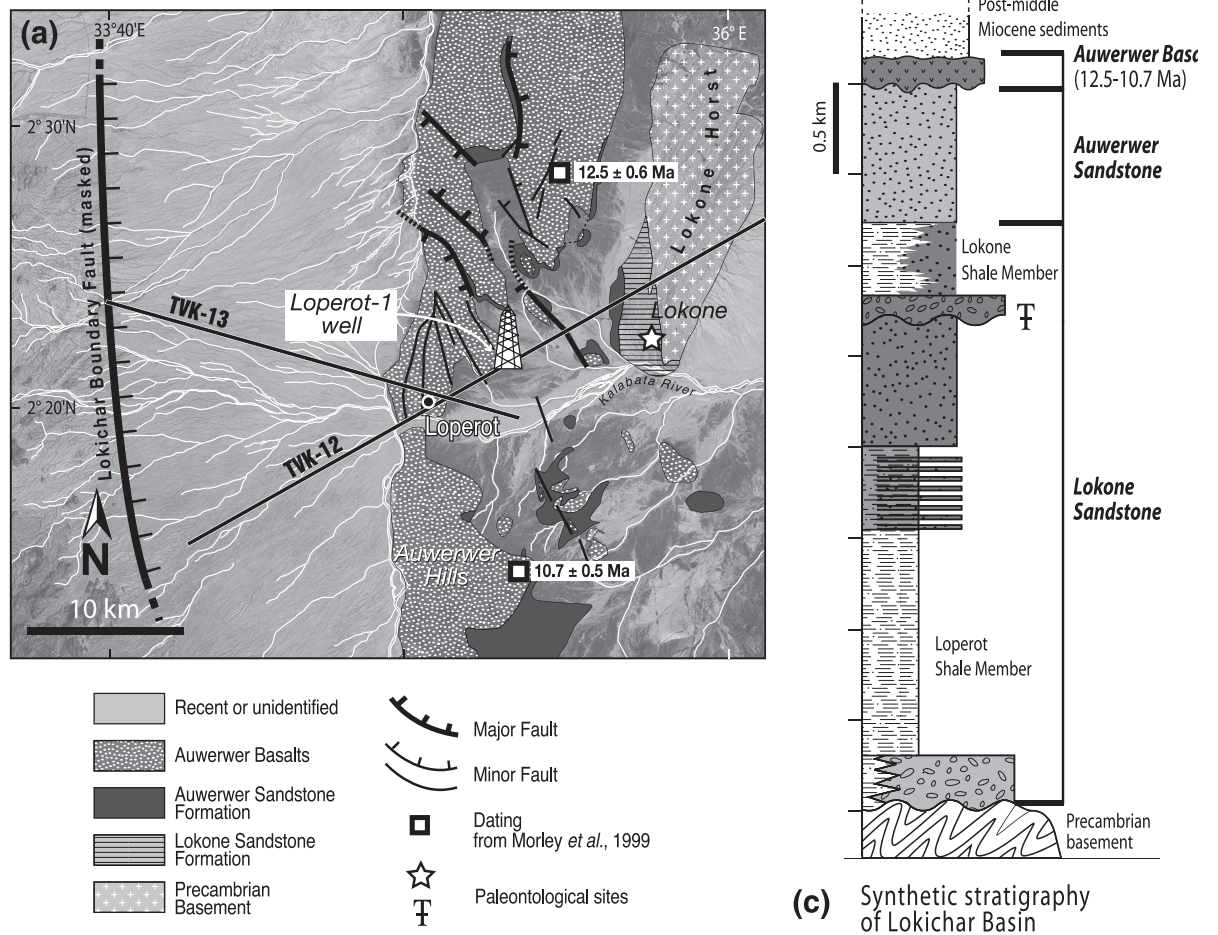 (a)
33°40'E
36° E
2° 30'N
2° 20'N
Lokichar Boundary Fault (masked)
TVK-13
TVK-12
Loperot-1
well
12.5 ± 0.6 Ma
Lokone Horst
Lokone
Kalabata River
Loperot
Auwerwer
Hills
10.7 ± 0.5 Ma
N
10 km
Recent or unidentified
Auwerwer Basalts
Auwerwer Sandstone
Formation
Lokone Sandstone
Formation
Precambrian
Basement
Major Fault
Minor Fault
Dating
from Morley et al., 1999
Paleontological sites
Post-middle
Miocene sediments
Auwerwer Basa
(12.5-10.7 Ma)
0.5 km
Auwerwer
Sandstone
Lokone
Shale Member
Lokone
Sandstone
Loperot
Shale Member
Precambrian
basement
(c) Synthetic stratigraphy
of Lokichar Basin